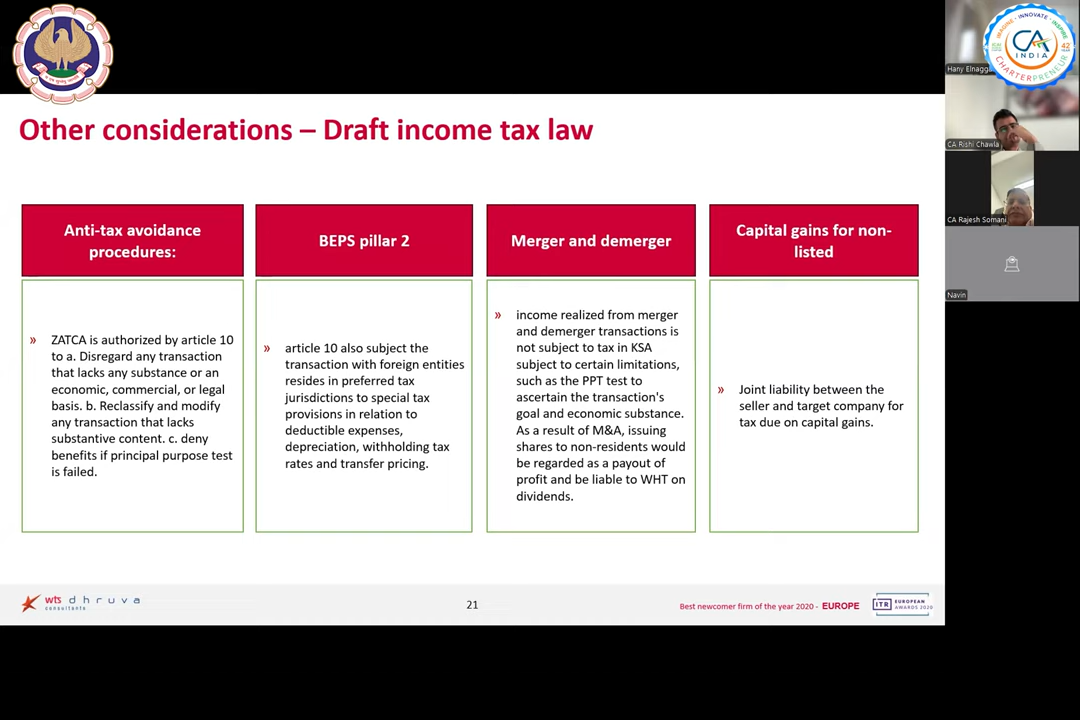 Other considerations – Draft income tax law
Anti-tax avoidance
procedures:
» ZATCA is authorized by article 10
to a. Disregard any transaction
that lacks any substance or an
economic, commercial, or legal
basis. b. Reclassify and modify
any transaction that lacks
substantive content. c. deny
benefits if principal purpose test
is failed.
BEPS pillar 2
» article 10 also subject the
transaction with foreign entities
resides in preferred tax
jurisdictions to special tax
provisions in relation to
deductible expenses,
depreciation, withholding tax
rates and transfer pricing.
Merger and demerger
» income realized from merger
and demerger transactions is
not subject to tax in KSA
subject to certain limitations,
such as the PPT test to
ascertain the transaction's
goal and economic substance.
As a result of M&A, issuing
shares to non-residents would
be regarded as a payout of
profit and be liable to WHT on
dividends.
Capital gains for non-
listed
» Joint liability between the
seller and target company for
tax due on capital gains.
wts dhruva
consultants
21
Best newcomer firm of the year 2020 - EUROPE
ITR EUROPEAN
AWARDS 2020
IMAGINE · INNOVATE · INSPIRE
CA
INDIA
42
CHARTERPRENEUR
Hany Elnagga
CA Rishi Chawla
CA Rajesh Somani
Navin